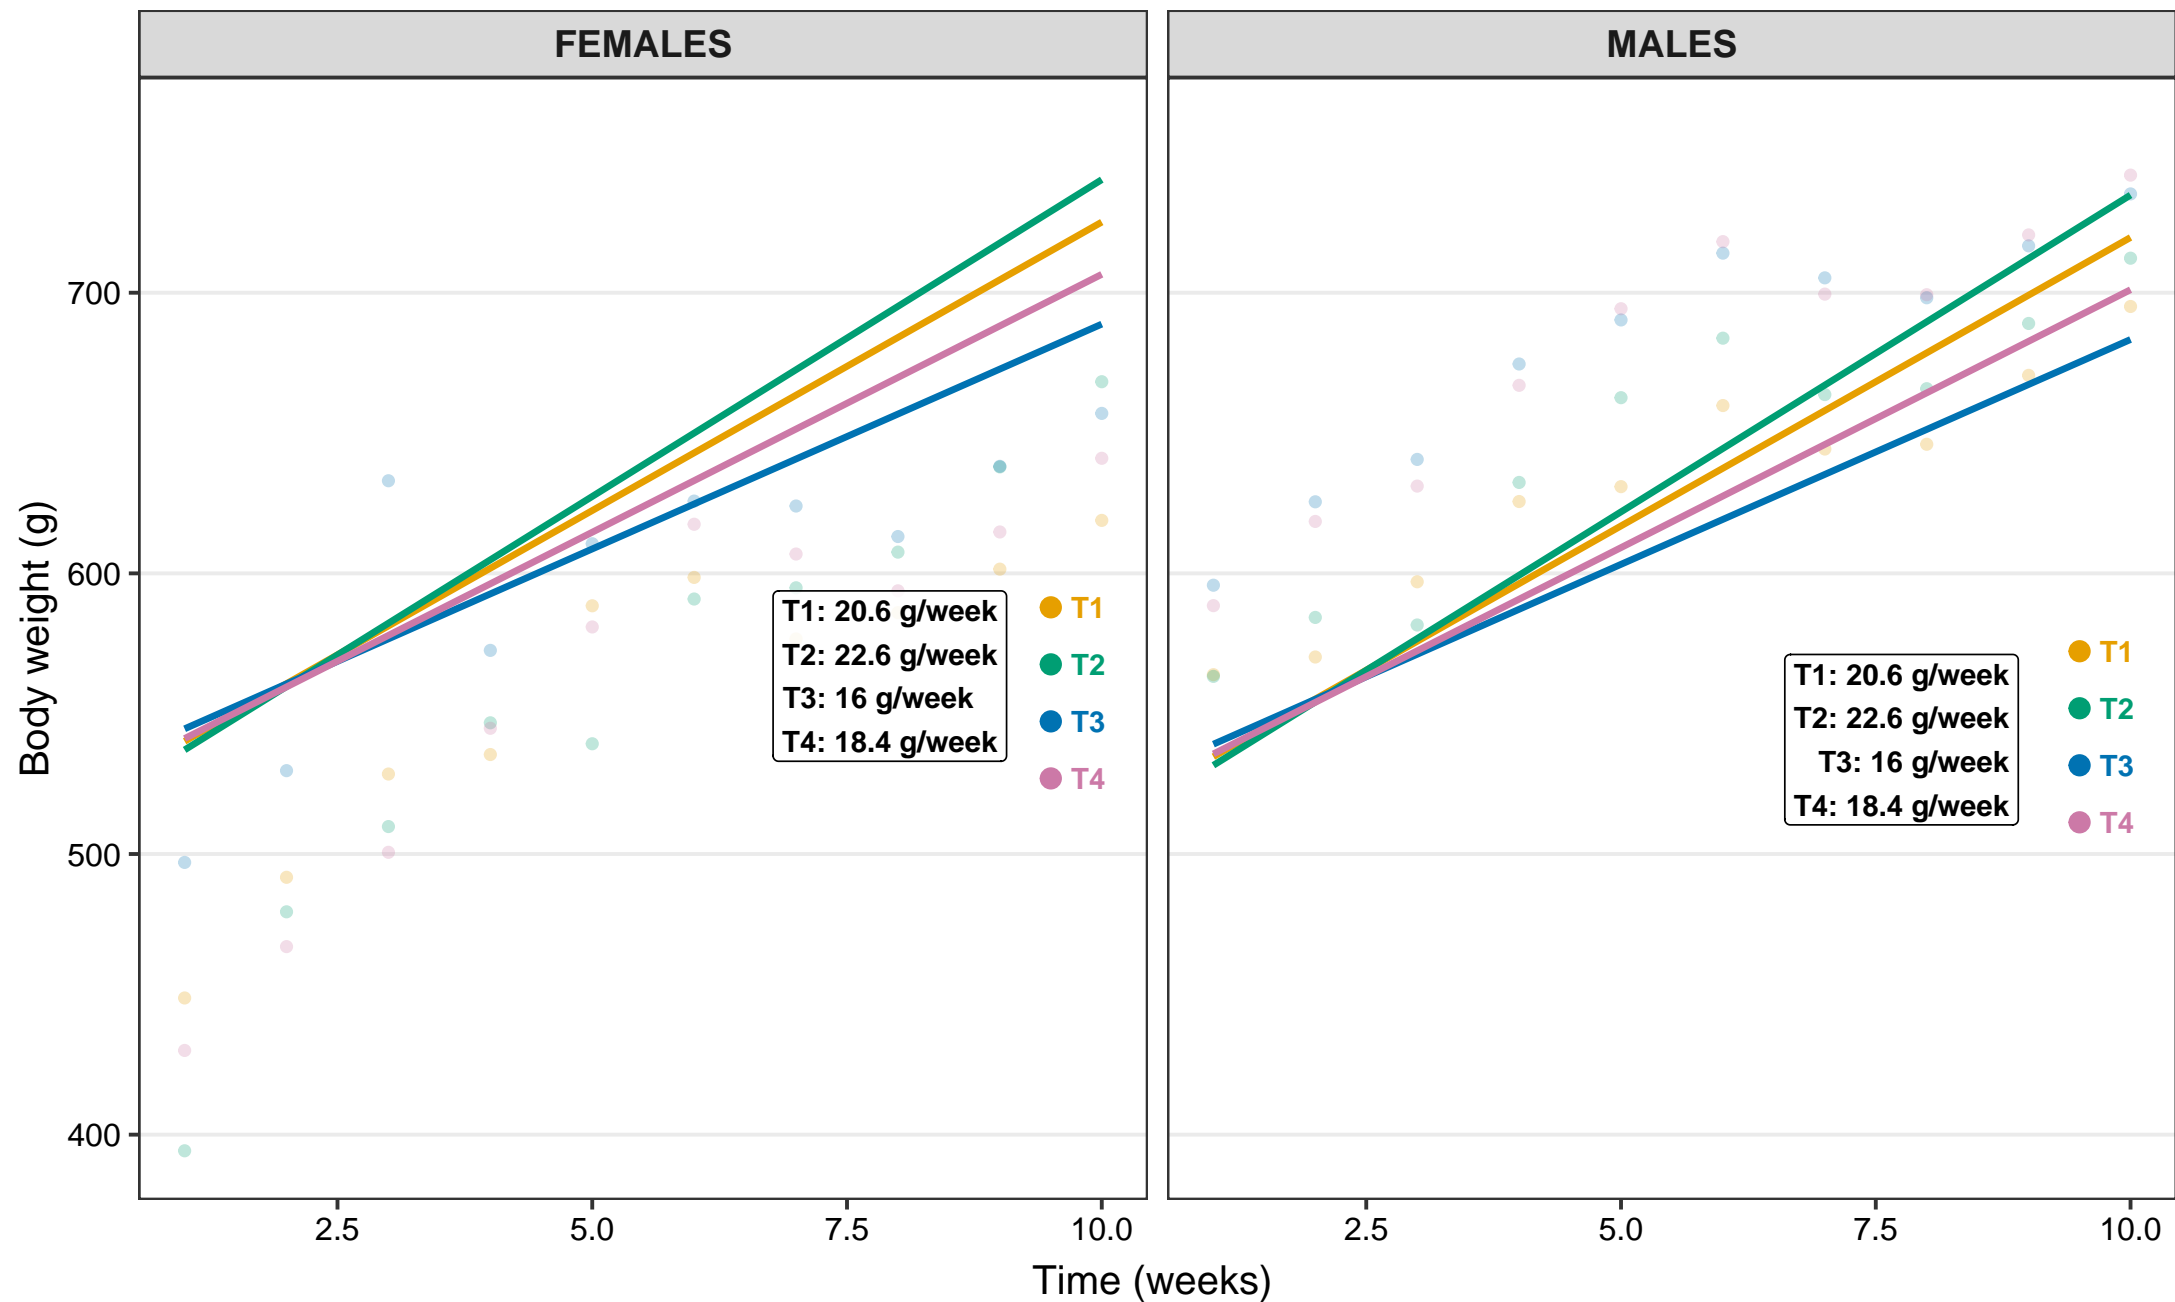 FEMALES
MALES
Body weight (g)
700
600
500
400
T1: 20.6 g/week
T2: 22.6 g/week
T3: 16 g/week
T4: 18.4 g/week
T1
T2
T3
T4
T1: 20.6 g/week
T2: 22.6 g/week
T3: 16 g/week
T4: 18.4 g/week
T1
T2
T3
T4
2.5
5.0
7.5
10.0
2.5
5.0
7.5
10.0
Time (weeks)